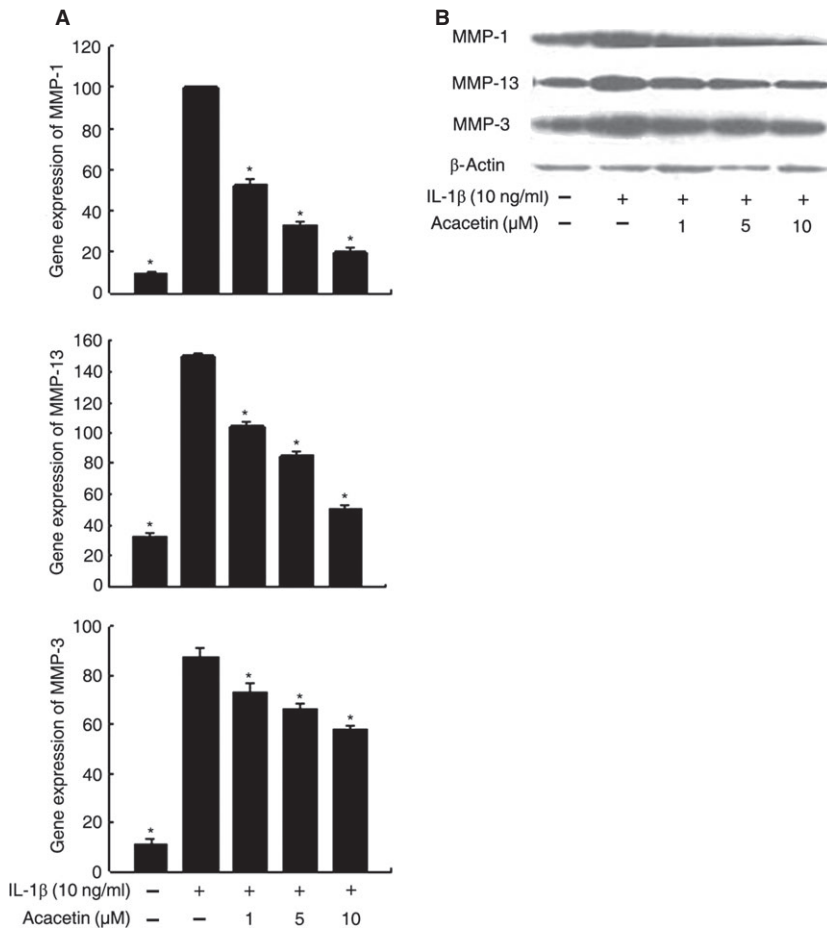 A
Gene expression of MMP-1
120
100
80
60
40
20
0
* * * * 
Gene expression of MMP-13
160
140
120
100
80
60
40
20
0
* * * *
Gene expression of MMP-3
100
80
60
40
20
0
* * * *
IL-1β (10 ng/ml) – + + + +
Acacetin (μM) – – 1 5 10
B
MMP-1
MMP-13
MMP-3
β-Actin
IL-1β (10 ng/ml) – + + + +
Acacetin (μM) – – 1 5 10